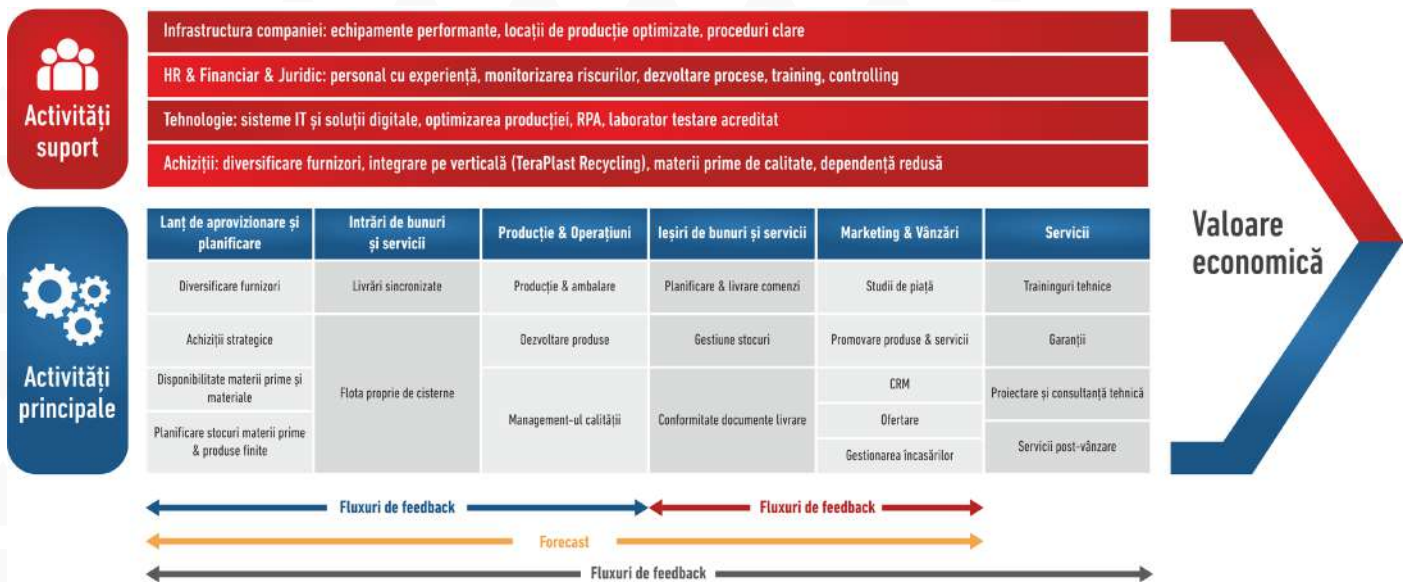 Activități
suport
Infrastructura companiei: echipamente performante, locații de producție optimizate, proceduri clare
HR & Financiar & Juridic: personal cu experiență, monitorizarea riscurilor, dezvoltare procese, training, controlling
Tehnologie: sisteme IT și soluții digitale, optimizarea producției, RPA, laborator testare acreditat
Achiziții: diversificare furnizori, integrare pe verticală (TeraPlast Recycling), materii prime de calitate, dependență redusă
Activități
principale
Lanț de aprovizionare și
planificare
Diversificare furnizori
Achiziții strategice
Disponibilitate materii prime și
materiale
Planificare stocuri materii prime
& produse finite
Intrări de bunuri
și servicii
Livrări sincronizate
Flota proprie de cisterne
Producție & Operațiuni
Producție & ambalare
Dezvoltare produse
Management-ul calității
Ieșiri de bunuri și servicii
Planificare & livrare comenzi
Gestiune stocuri
Conformitate documente livrare
Marketing & Vânzări
Studii de piață
Promovare produse & servicii
CRM
Ofertare
Gestionarea încasărilor
Servicii
Traininguri tehnice
Garanții
Proiectare și consultanță tehnică
Servicii post-vânzare
Valoare
economică
Fluxuri de feedback
Fluxuri de feedback
Forecast
Fluxuri de feedback